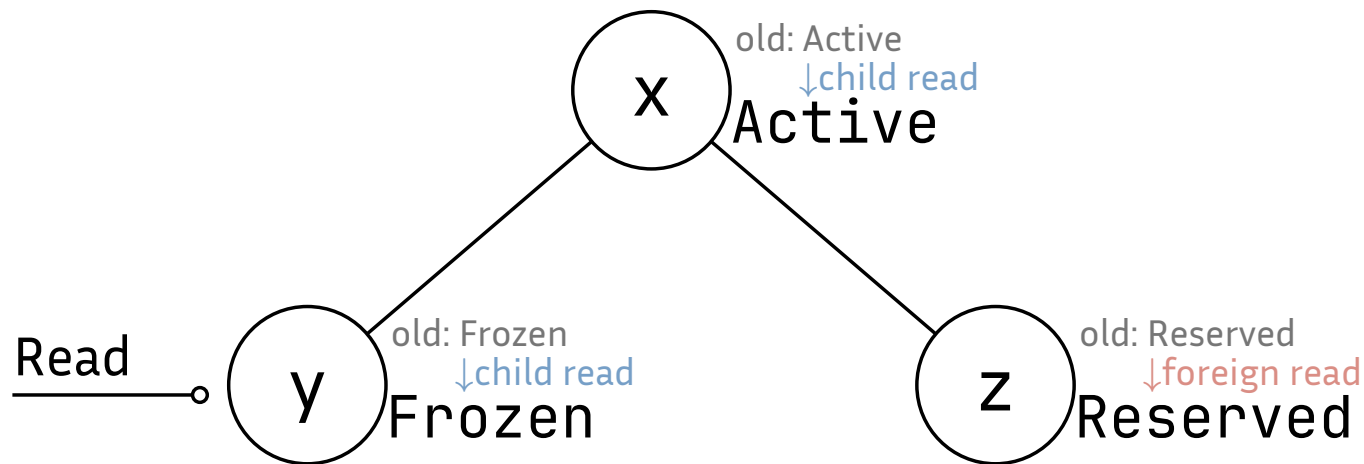 x
old: Active
↓child read
Active
Read
y
old: Frozen
↓child read
Frozen
z
old: Reserved
↓foreign read
Reserved